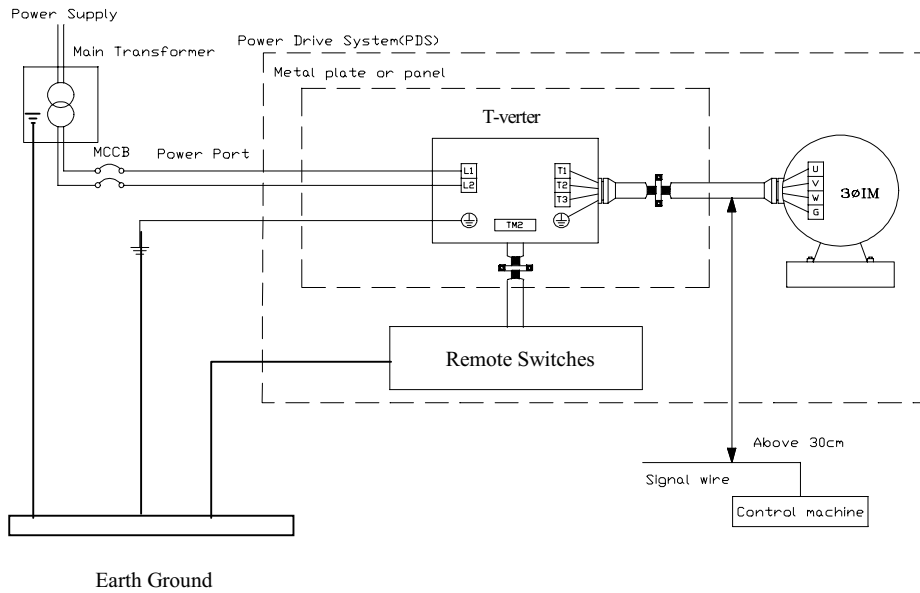 Power Supply
Main Transformer
Power Drive System(PDS)
Metal plate or panel
T-verter
MCCB
Power Port
L1
L2
T1
T2
T3
TM2
U
V
W
G
3øIM
Remote Switches
Above 30cm
Signal wire
Control machine
Earth Ground